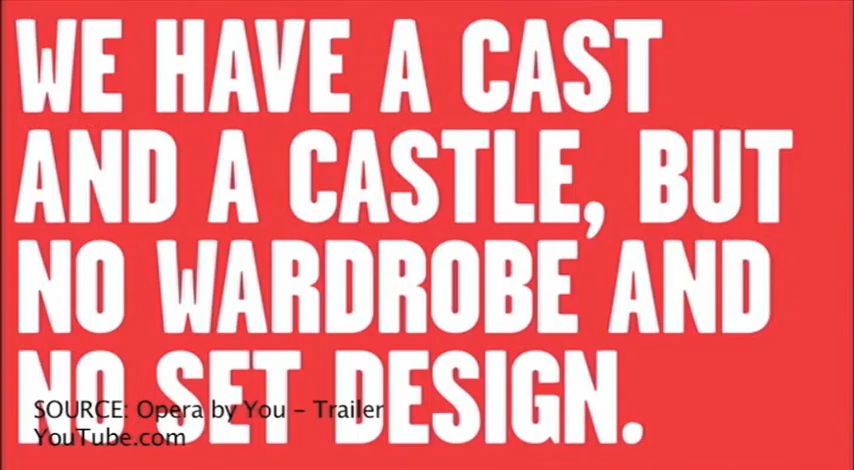 WE HAVE A CAST
AND A CASTLE, BUT
NO WARDROBE AND
NO SET DESIGN.
SOURCE: Opera by You - Trailer
YouTube.com